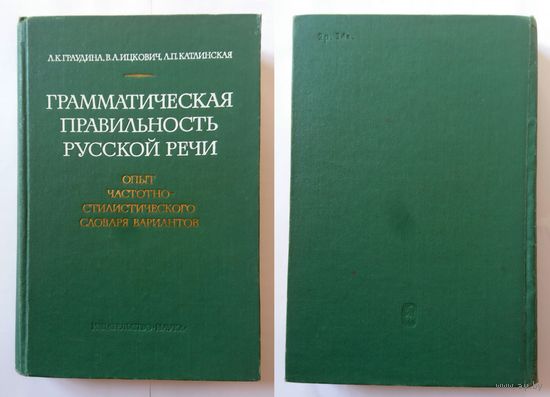 Л.К.ГРАУДИНА, В.А.ИЦКОВИЧ, Л.П.КАТЛИНСКАЯ
ГРАММАТИЧЕСКАЯ
ПРАВИЛЬНОСТЬ
РУССКОЙ РЕЧИ
ОПЫТ
ЧАСТОТНО-
СТИЛИСТИЧЕСКОГО
СЛОВАРЯ ВАРИАНТОВ
ИЗДАТЕЛЬСТВО «НАУКА»